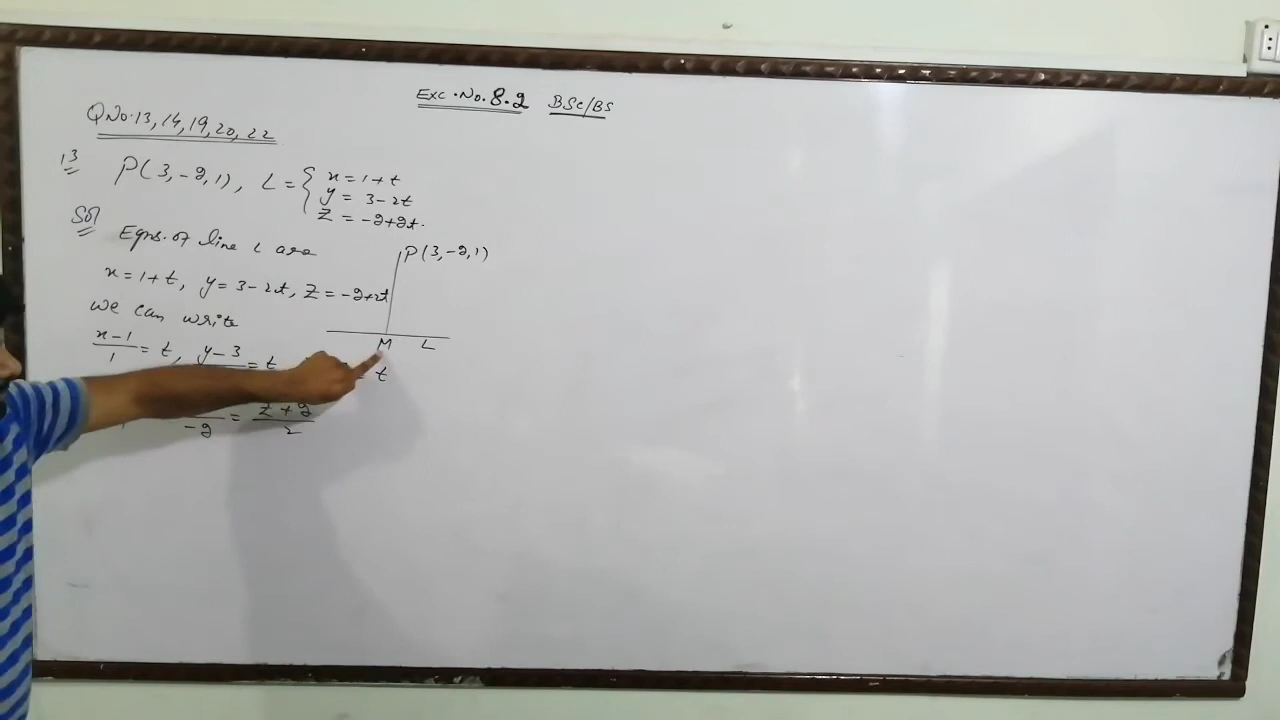 Exc.No.8.2 BSc/BS
QNo.13,14,19,20,22
13 P(3,-2,1), L = { x = 1+t
y = 3-2t
z = -2+2t.
Sol Eqns. of line L are
P(3,-2,1)
x = 1+t, y = 3-2t, z = -2+2t
we can write
M L
x-1/1 = t, y-3 = t = t
-2 = z+2/2